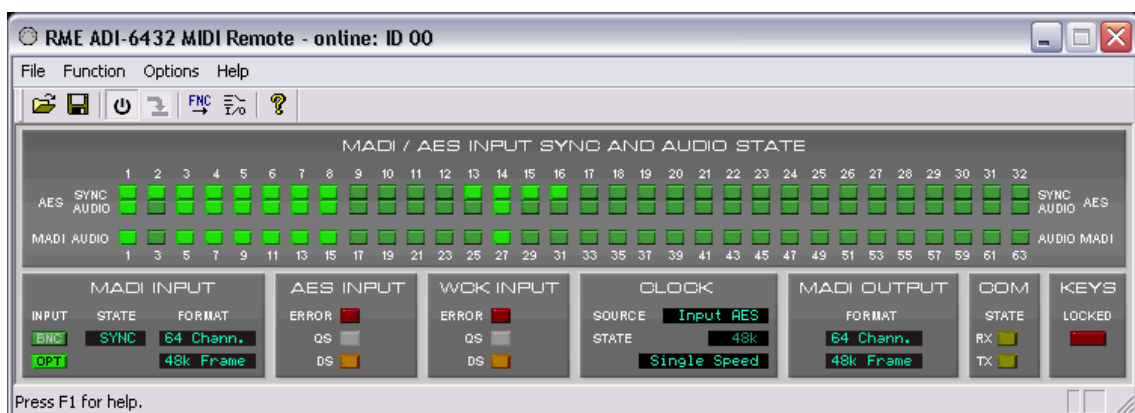 RME ADI-6432 MIDI Remote - online: ID 00
File Function Options Help
FNC I/O ?
MADI / AES INPUT SYNC AND AUDIO STATE
1 2 3 4 5 6 7 8 9 10 11 12 13 14 15 16 17 18 19 20 21 22 23 24 25 26 27 28 29 30 31 32
AES SYNC AUDIO SYNC AUDIO AES
MADI AUDIO AUDIO MADI
1 3 5 7 9 11 13 15 17 19 21 23 25 27 29 31 33 35 37 39 41 43 45 47 49 51 53 55 57 59 61 63
MADI INPUT AES INPUT WCK INPUT CLOCK MADI OUTPUT COM KEYS
INPUT STATE FORMAT ERROR ERROR SOURCE Input AES FORMAT STATE LOCKED
BNC SYNC 64 Chann. QS QS STATE 48k 64 Chann. RX
OPT 48k Frame DS DS Single Speed 48k Frame TX
Press F1 for help.